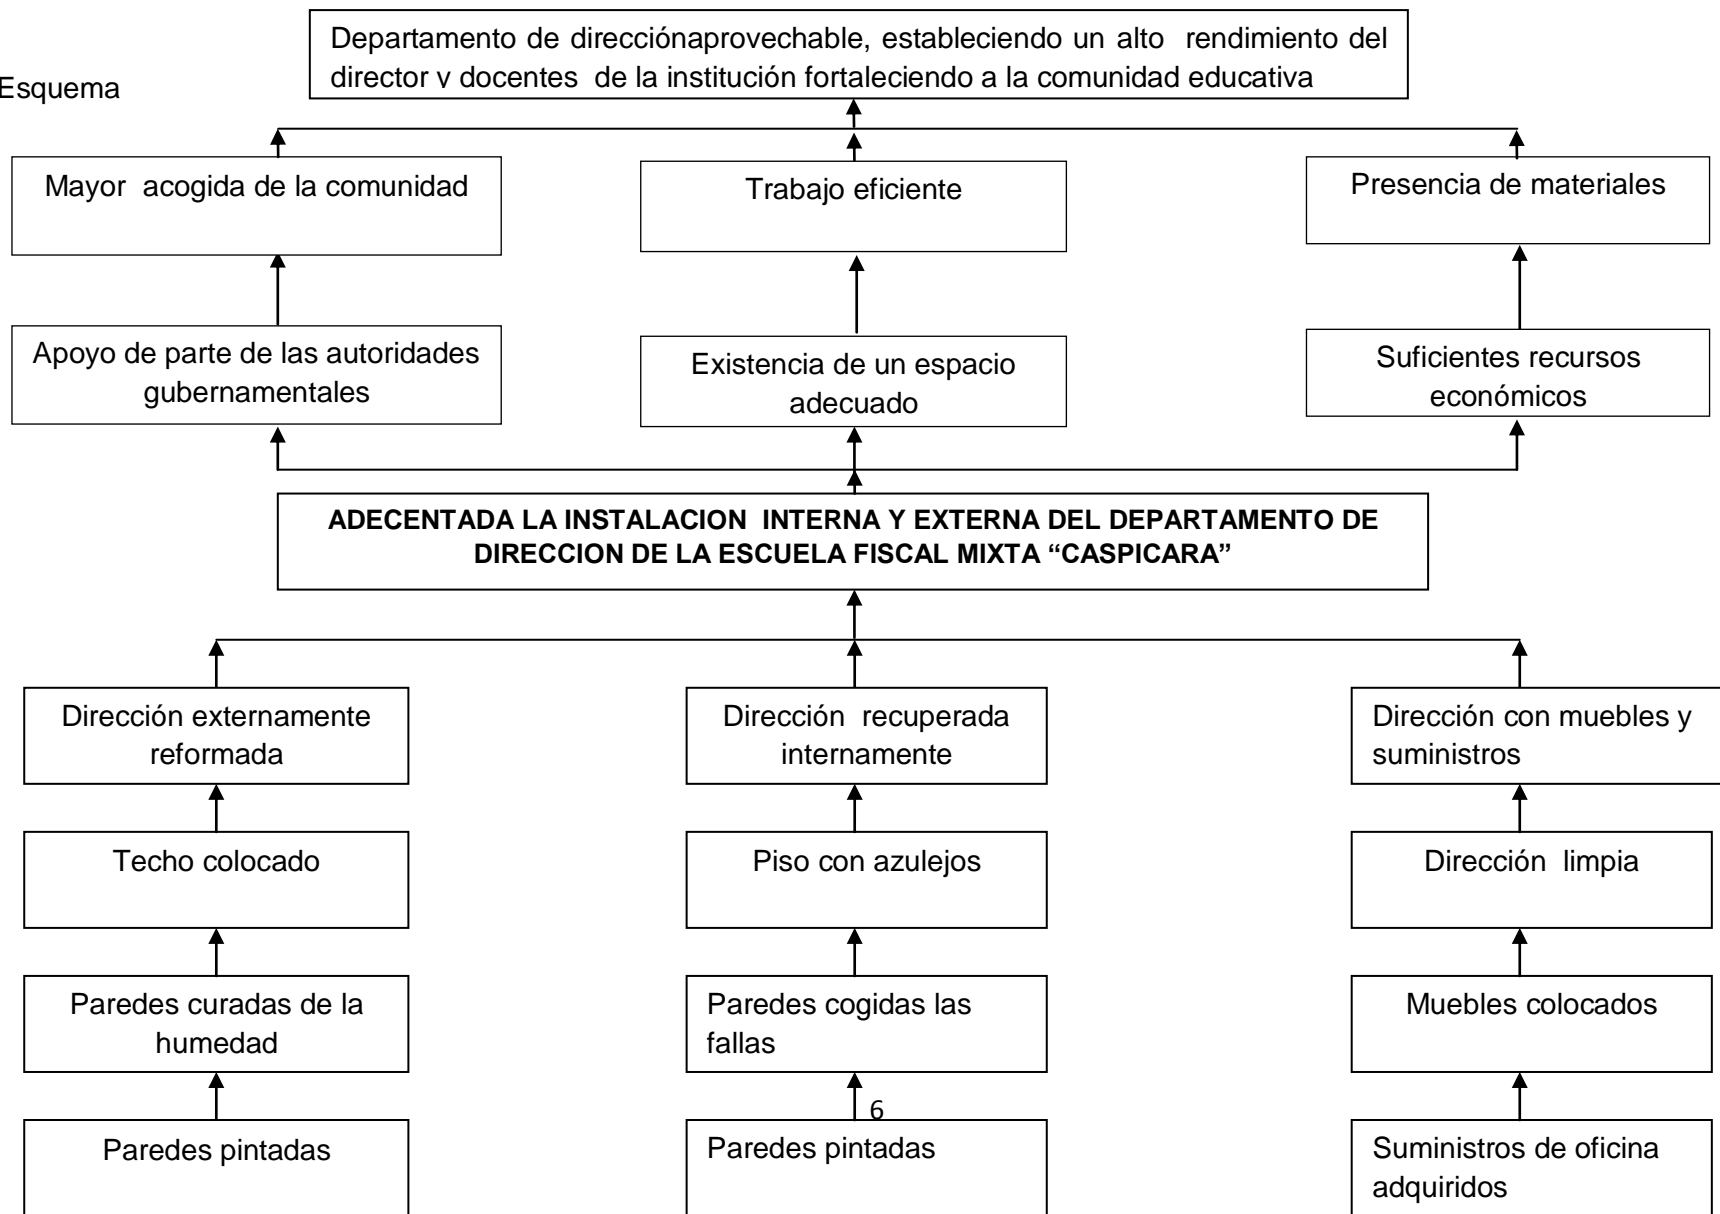 Departamento de direcciónaprovechable, estableciendo un alto rendimiento del
director y docentes de la institución fortaleciendo a la comunidad educativa
Esquema
Mayor acogida de la comunidad
Trabajo eficiente
Presencia de materiales
Apoyo de parte de las autoridades
gubernamentales
Existencia de un espacio
adecuado
Suficientes recursos
económicos
ADECENTADA LA INSTALACION INTERNA Y EXTERNA DEL DEPARTAMENTO DE
DIRECCION DE LA ESCUELA FISCAL MIXTA “CASPICARA”
Dirección externamente
reformada
Dirección recuperada
internamente
Dirección con muebles y
suministros
Techo colocado
Piso con azulejos
Dirección limpia
Paredes curadas de la
humedad
Paredes cogidas las
fallas
Muebles colocados
6
Paredes pintadas
Paredes pintadas
Suministros de oficina
adquiridos